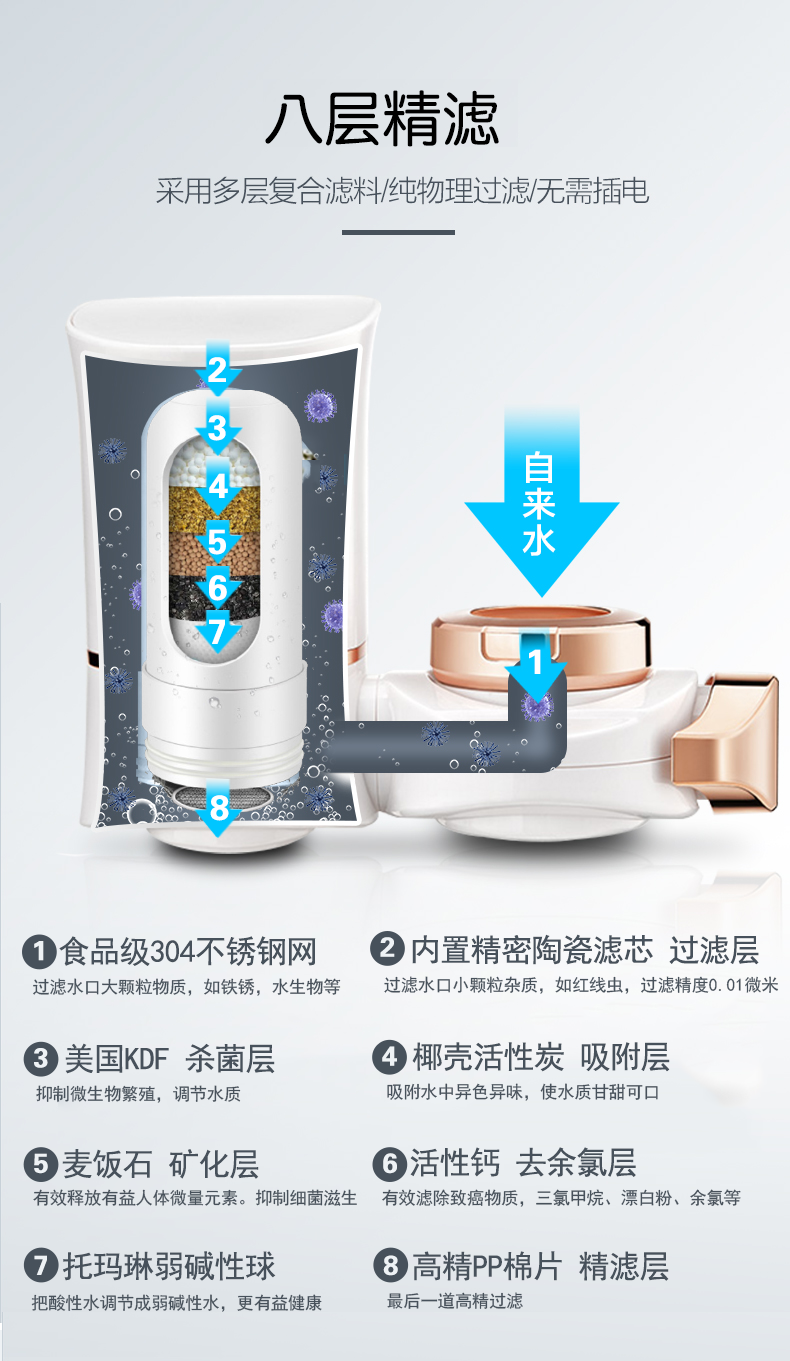 八层精滤
采用多层复合滤料/纯物理过滤/无需插电
2
3
4
5
6
7
8
自来水
1
1 食品级304不锈钢网
过滤水口大颗粒物质，如铁锈，水生物等
2 内置精密陶瓷滤芯 过滤层
过滤水口小颗粒杂质，如红线虫，过滤精度0.01微米
3 美国KDF 杀菌层
抑制微生物繁殖，调节水质
4 椰壳活性炭 吸附层
吸附水中异色异味，使水质甘甜可口
5 麦饭石 矿化层
有效释放有益人体微量元素。抑制细菌滋生
6 活性钙 去余氯层
有效滤除致癌物质，三氯甲烷、漂白粉、余氯等
7 托玛琳弱碱性球
把酸性水调节成弱碱性水，更有益健康
8 高精PP棉片 精滤层
最后一道高精过滤